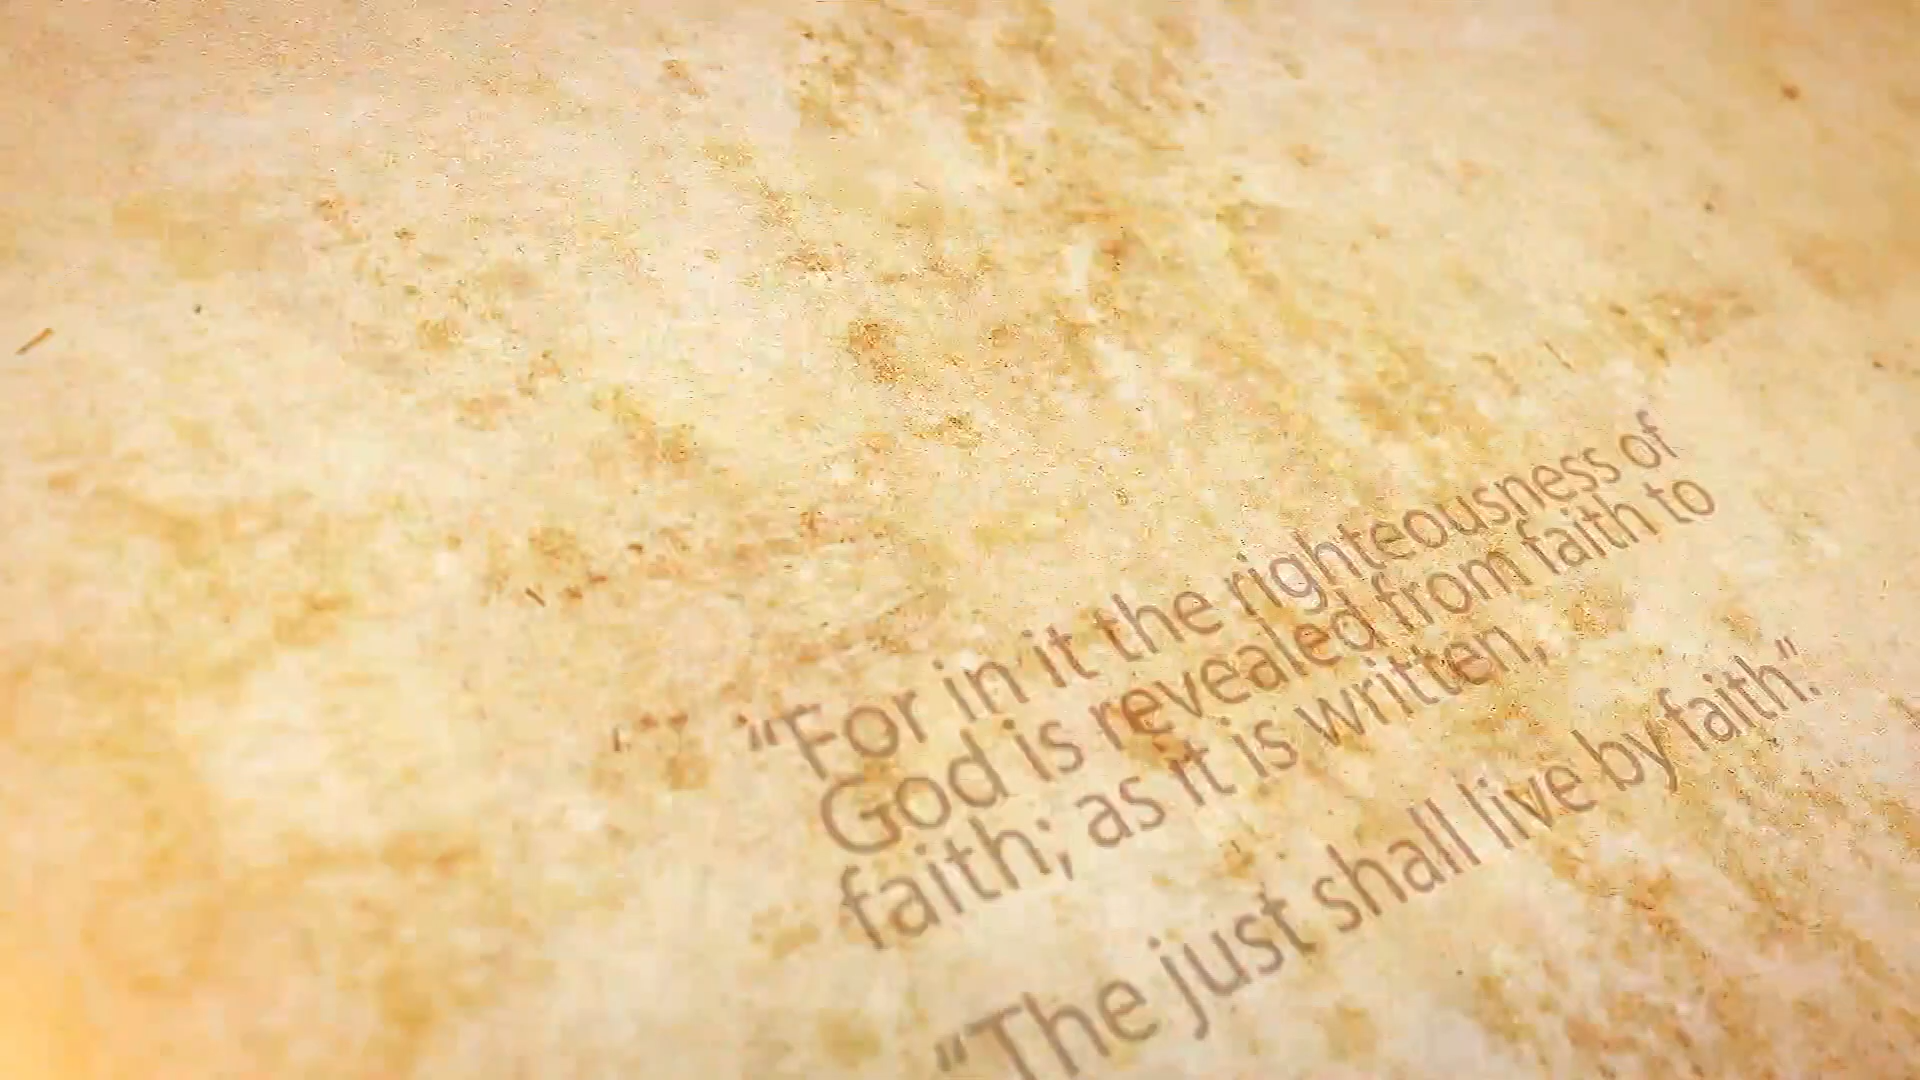 “For in it the righteousness of
God is revealed from faith to
faith; as it is written,
“The just shall live by faith.”